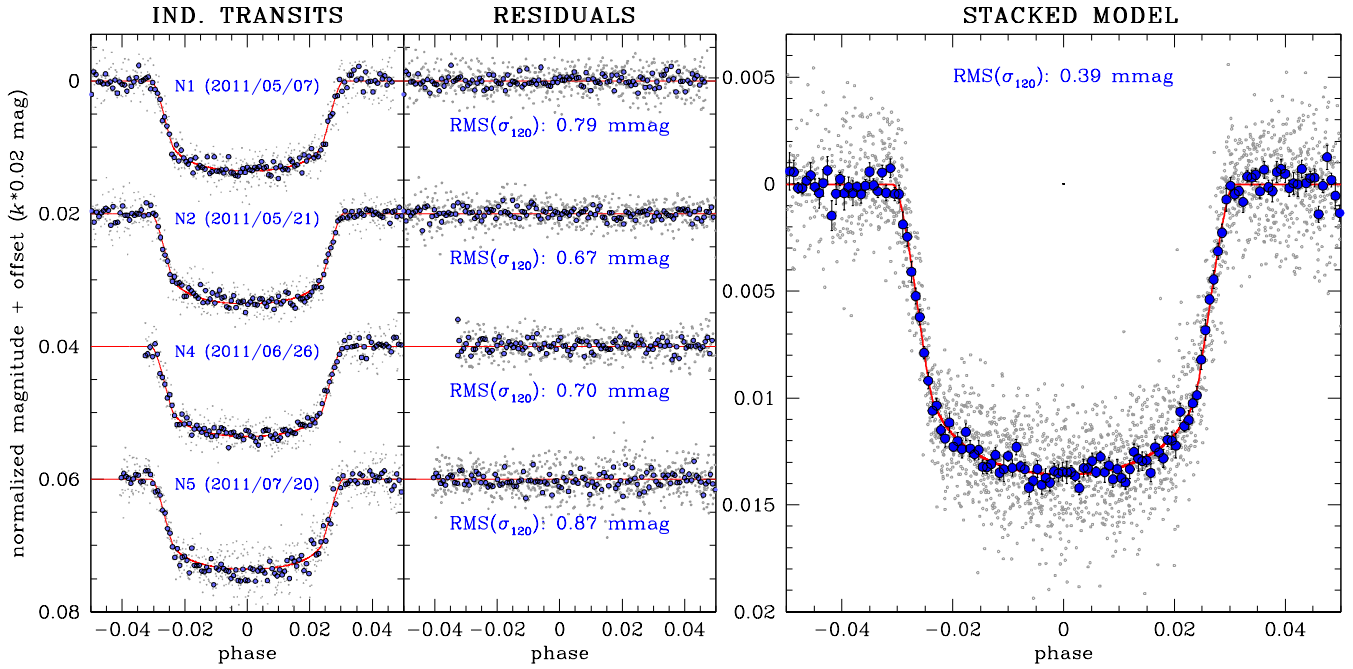 IND. TRANSITS
RESIDUALS
STACKED MODEL
normalized magnitude + offset (k*0.02 mag)
0
0.02
0.04
0.06
0.08
N1 (2011/05/07)
N2 (2011/05/21)
N4 (2011/06/26)
N5 (2011/07/20)
−0.04
−0.02
0
0.02
0.04
phase
RMS(σ120): 0.79 mmag
RMS(σ120): 0.67 mmag
RMS(σ120): 0.70 mmag
RMS(σ120): 0.87 mmag
−0.04
−0.02
0
0.02
0.04
phase
−0.005
0
0.005
0.01
0.015
0.02
RMS(σ120): 0.39 mmag
−0.04
−0.02
0
0.02
0.04
phase